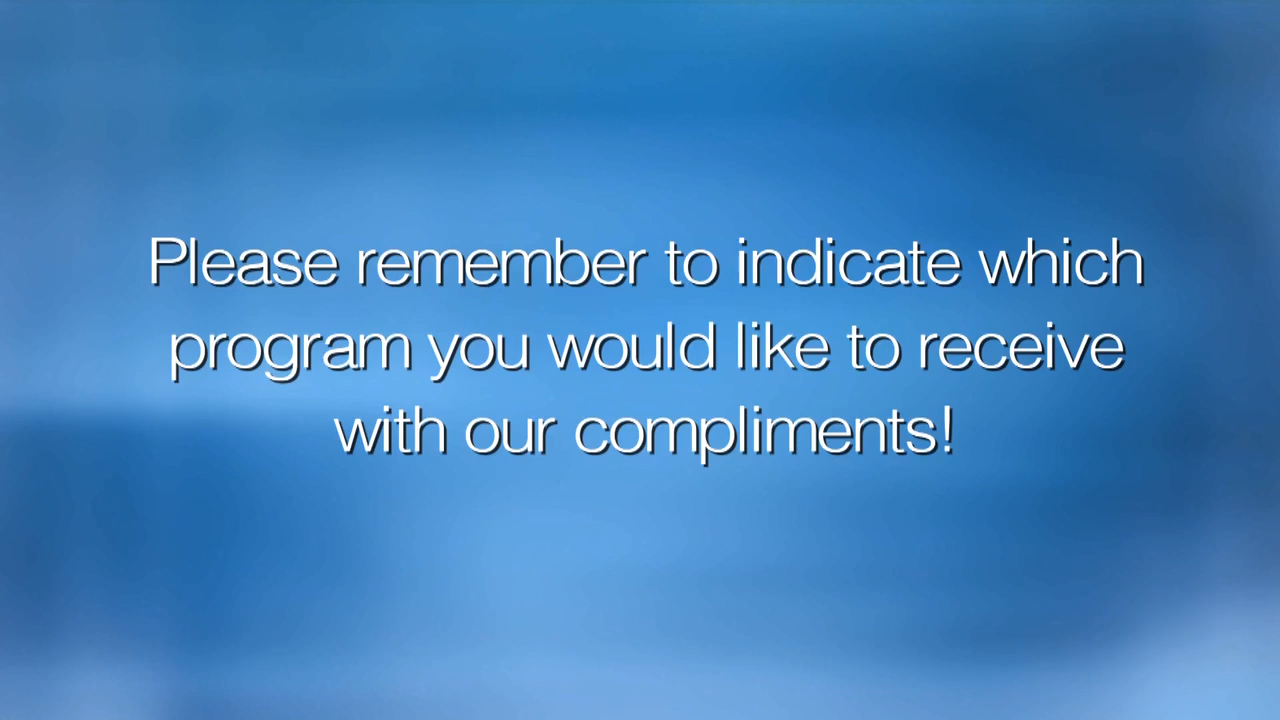 Please remember to indicate which
program you would like to receive
with our compliments!